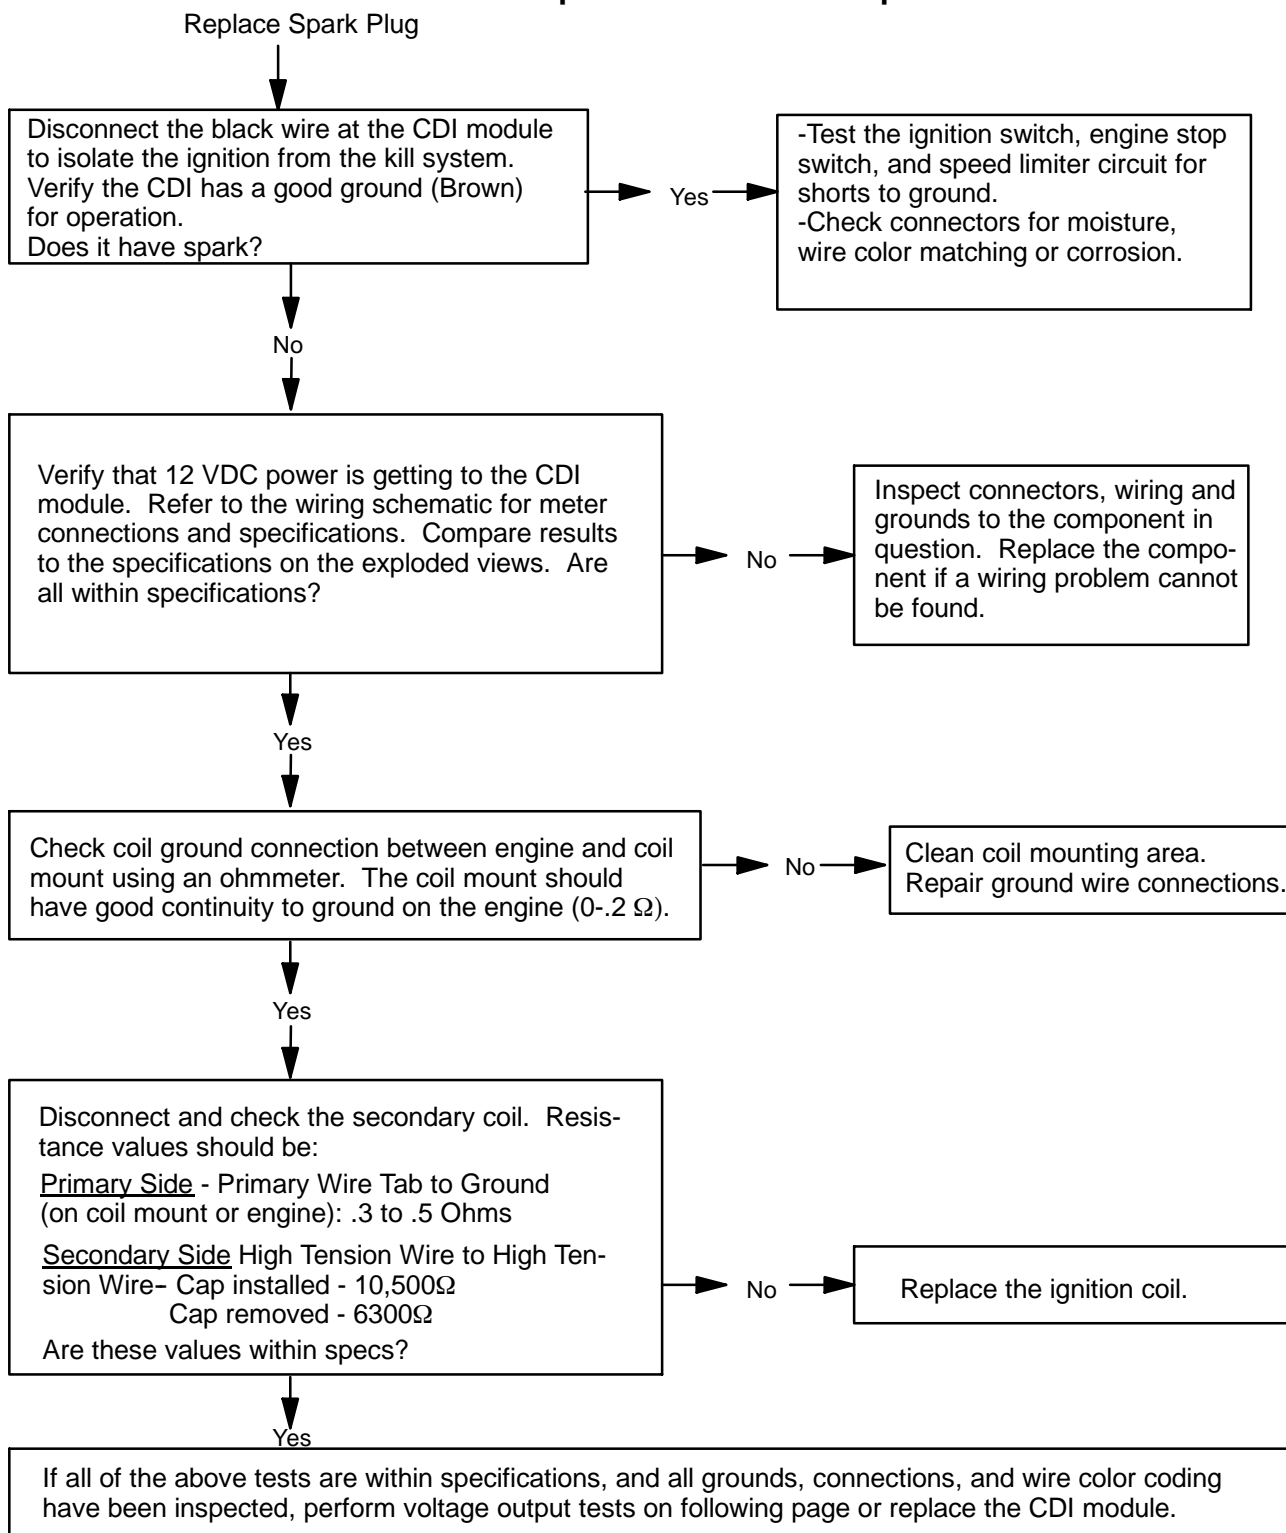 Replace Spark Plug
Disconnect the black wire at the CDI module
to isolate the ignition from the kill system.
Verify the CDI has a good ground (Brown)
for operation.
Does it have spark?
Yes
-Test the ignition switch, engine stop
switch, and speed limiter circuit for
shorts to ground.
-Check connectors for moisture,
wire color matching or corrosion.
No
Verify that 12 VDC power is getting to the CDI
module. Refer to the wiring schematic for meter
connections and specifications. Compare results
to the specifications on the exploded views. Are
all within specifications?
No
Inspect connectors, wiring and
grounds to the component in
question. Replace the compo-
nent if a wiring problem cannot
be found.
Yes
Check coil ground connection between engine and coil
mount using an ohmmeter. The coil mount should
have good continuity to ground on the engine (0-.2 Ω).
No
Clean coil mounting area.
Repair ground wire connections.
Yes
Disconnect and check the secondary coil. Resis-
tance values should be:
Primary Side - Primary Wire Tab to Ground
(on coil mount or engine): .3 to .5 Ohms
Secondary Side High Tension Wire to High Ten-
sion Wire-- Cap installed - 10,500Ω
Cap removed - 6300Ω
Are these values within specs?
No
Replace the ignition coil.
Yes
If all of the above tests are within specifications, and all grounds, connections, and wire color coding
have been inspected, perform voltage output tests on following page or replace the CDI module.